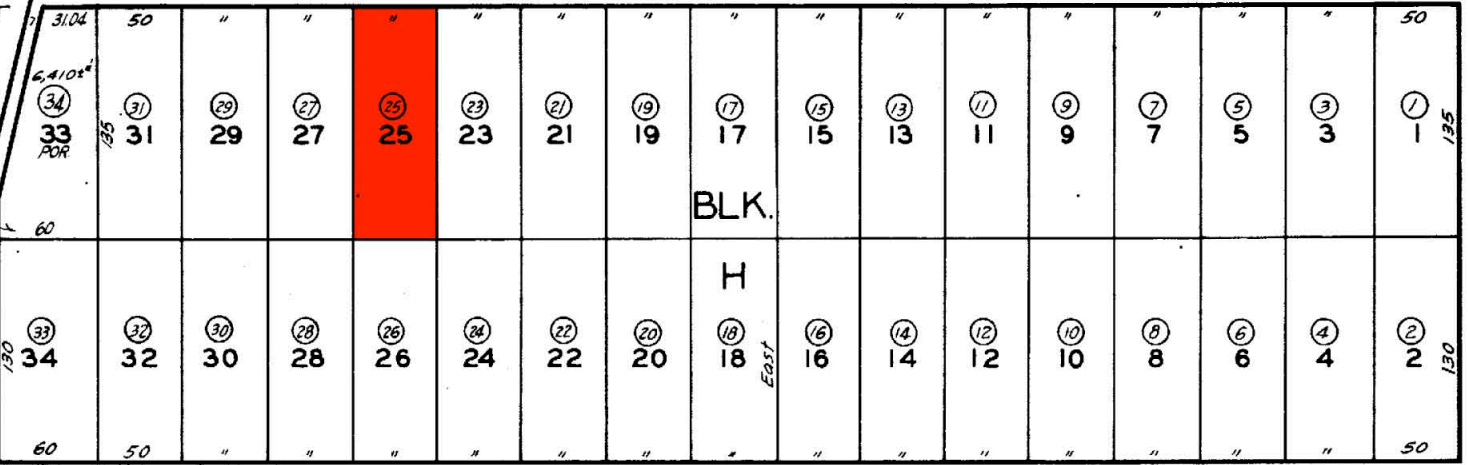 31.04 50 " " " " " " " " " " " " " " 50
6,410±
34 31 29 27 25 23 21 19 17 15 13 11 9 7 5 3 1
33 135 31 29 27 25 23 21 19 17 15 13 11 9 7 5 3 1 135
POR.
BLK.
60
H
33 32 30 28 26 24 22 20 18 16 14 12 10 8 6 4 2
130 34 32 30 28 26 24 22 20 18 East 16 14 12 10 8 6 4 2 130
60 50 " " " " " " " " " " " " " " 50